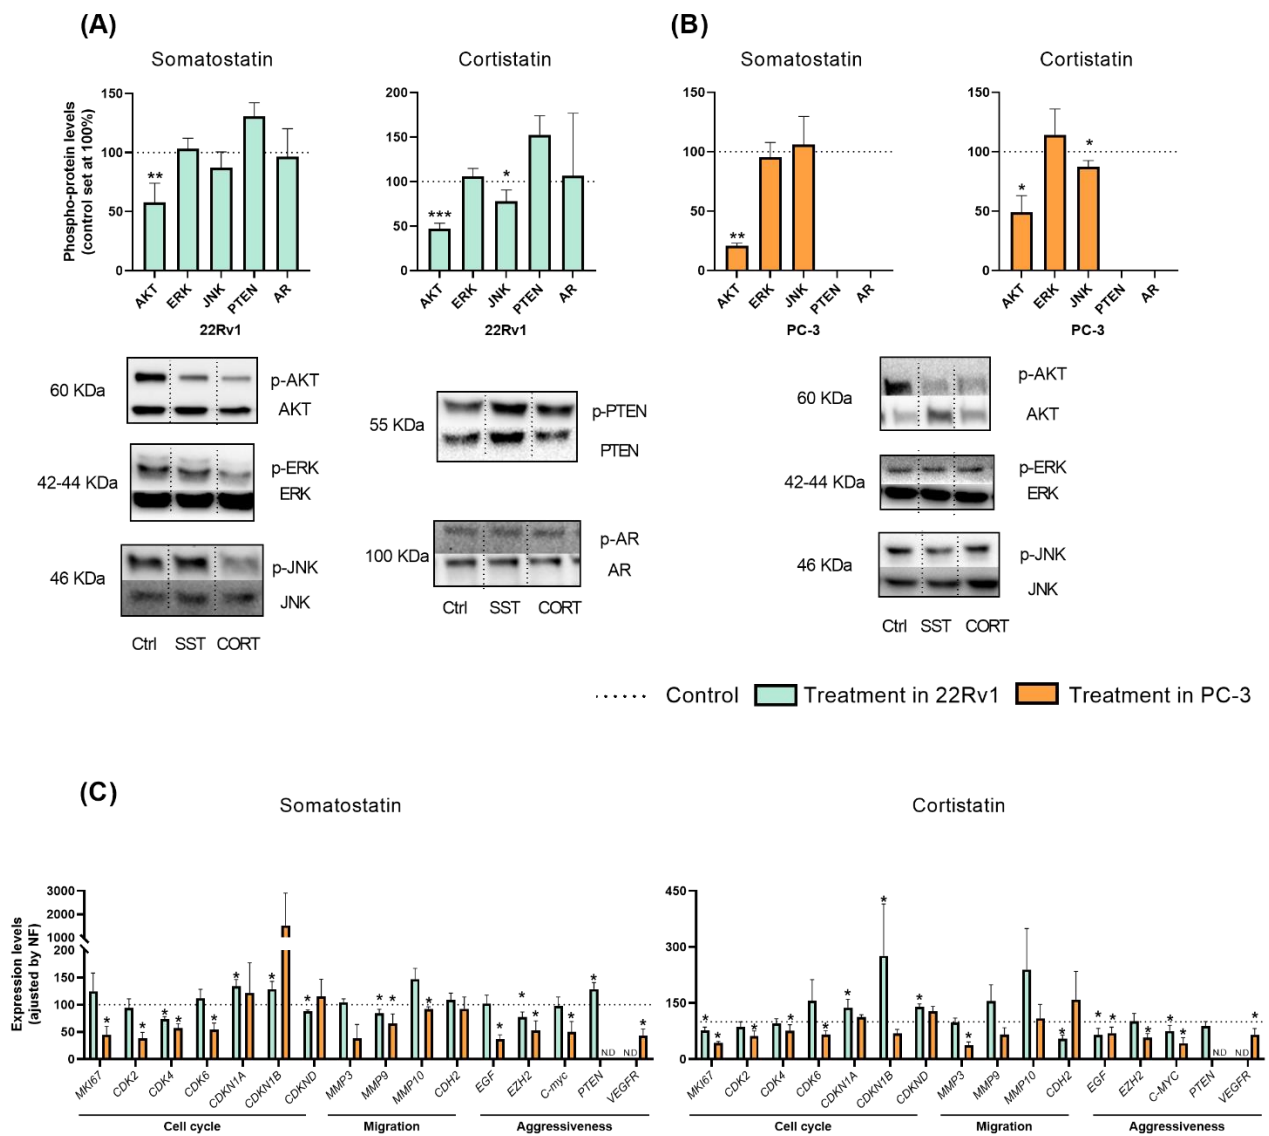 (A)
Somatostatin
Cortistatin
Phospho-protein levels
(control set at 100%)
150
100
50
0
**
AKT
ERK
JNK
PTEN
AR
22Rv1
200
150
100
50
0
***
*
AKT
ERK
JNK
PTEN
AR
22Rv1
60 KDa
p-AKT
AKT
42-44 KDa
p-ERK
ERK
46 KDa
p-JNK
JNK
Ctrl SST CORT
55 KDa
p-PTEN
PTEN
100 KDa
p-AR
AR
Ctrl SST CORT
(B)
Somatostatin
Cortistatin
150
100
50
0
**
AKT
ERK
JNK
PTEN
AR
PC-3
150
100
50
0
*
*
AKT
ERK
JNK
PTEN
AR
PC-3
60 KDa
p-AKT
AKT
42-44 KDa
p-ERK
ERK
46 KDa
p-JNK
JNK
Ctrl SST CORT
Control Treatment in 22Rv1 Treatment in PC-3
(C)
Somatostatin
Cortistatin
Expression levels
(ajusted by NF)
3000
2000
1000
200
150
100
50
0
* * * * * * * * * * * * * * * * *
ND ND
MKI67
CDK2
CDK4
CDK6
CDKN1A
CDKN1B
CDKND
MMP3
MMP9
MMP10
CDH2
EGF
EZH2
C-myc
PTEN
VEGFR
Cell cycle Migration Aggressiveness
450
300
150
0
* * * * * * * * * * * * * * * * *
ND ND
MKI67
CDK2
CDK4
CDK6
CDKN1A
CDKN1B
CDKND
MMP3
MMP9
MMP10
CDH2
EGF
EZH2
C-MYC
PTEN
VEGFR
Cell cycle Migration Aggressiveness